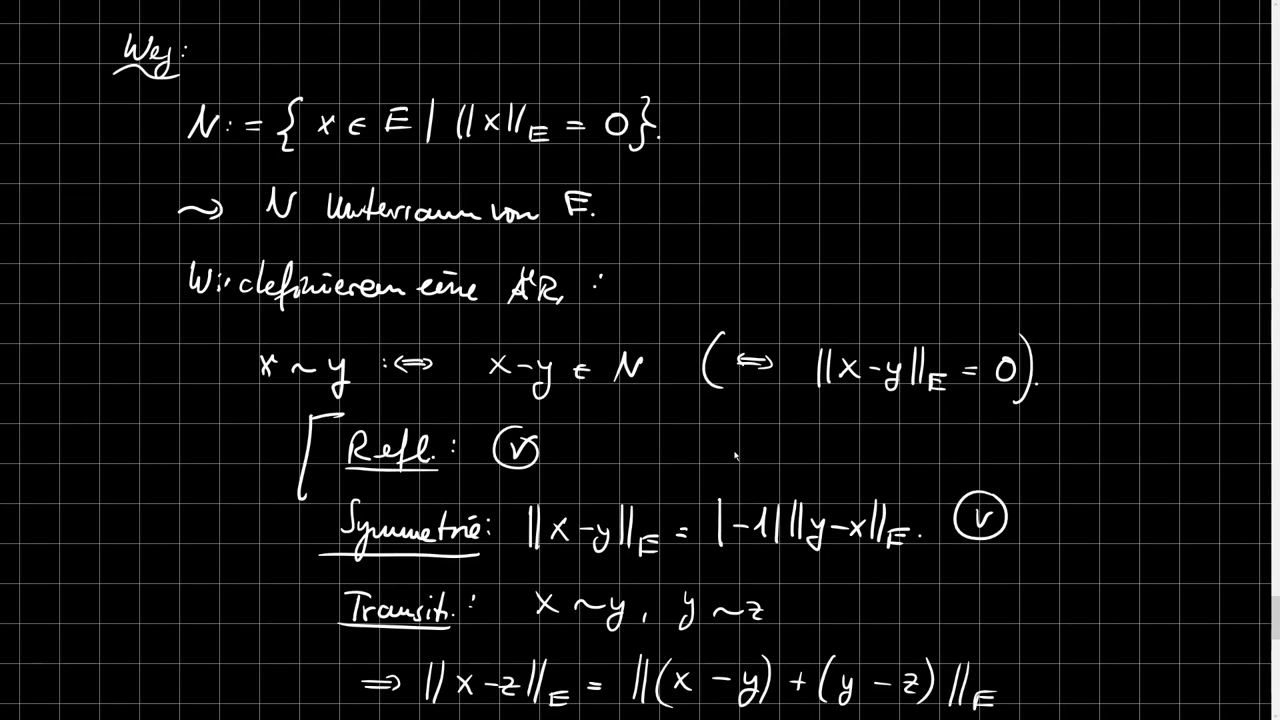 Weg:
N := { x ∈ E | ||x||_E = 0 }.
⤳ N Unterraum von E.
Wir definieren eine ÄR:
x ~ y :⇔ x-y ∈ N (⇔ ||x-y||_E = 0).
Refl.: ✓
Symmetrie: ||x-y||_E = |-1| ||y-x||_E. ✓
Transit.: x ~ y, y ~ z
⇒ ||x-z||_E = ||(x-y)+(y-z)||_E